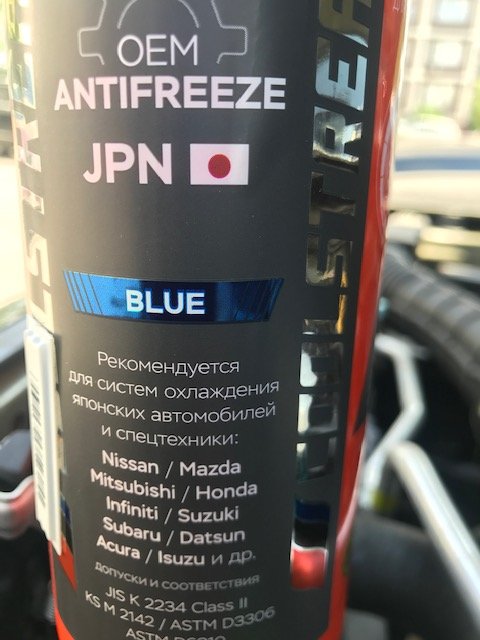 OEM
ANTIFREEZE
JPN
BLUE
Рекомендуется
для систем охлаждения
японских автомобилей
и спецтехники:
Nissan / Mazda
Mitsubishi / Honda
Infiniti / Suzuki
Subaru / Datsun
Acura / Isuzu и др.
допуски и соответствия
JIS K 2234 Class II
KS M 2142 / ASTM D3306
COOLSTREAM